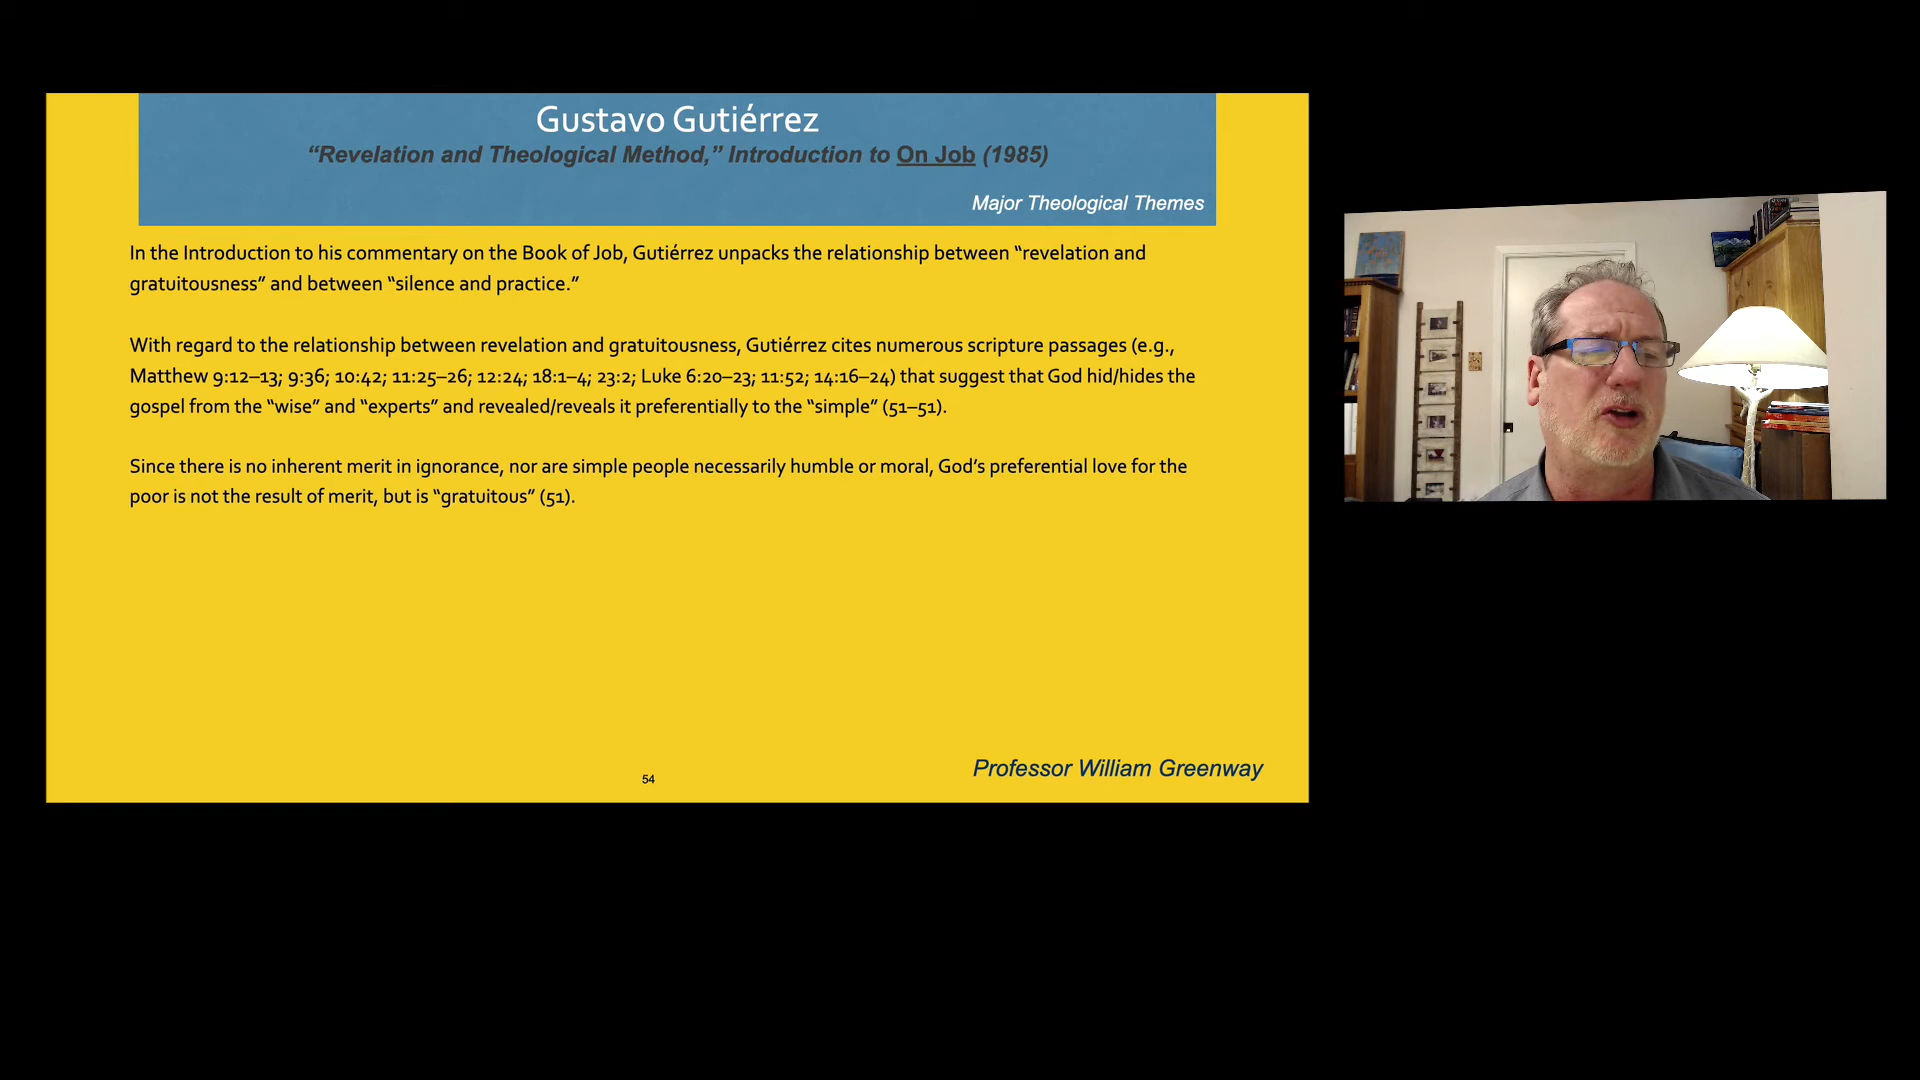 Gustavo Gutiérrez
“Revelation and Theological Method,” Introduction to On Job (1985)
Major Theological Themes
In the Introduction to his commentary on the Book of Job, Gutiérrez unpacks the relationship between “revelation and
gratuitousness” and between “silence and practice.”
With regard to the relationship between revelation and gratuitousness, Gutiérrez cites numerous scripture passages (e.g.,
Matthew 9:12–13; 9:36; 10:42; 11:25–26; 12:24; 18:1–4; 23:2; Luke 6:20–23; 11:52; 14:16–24) that suggest that God hid/hides the
gospel from the “wise” and “experts” and revealed/reveals it preferentially to the “simple” (51–51).
Since there is no inherent merit in ignorance, nor are simple people necessarily humble or moral, God’s preferential love for the
poor is not the result of merit, but is “gratuitous” (51).
54
Professor William Greenway